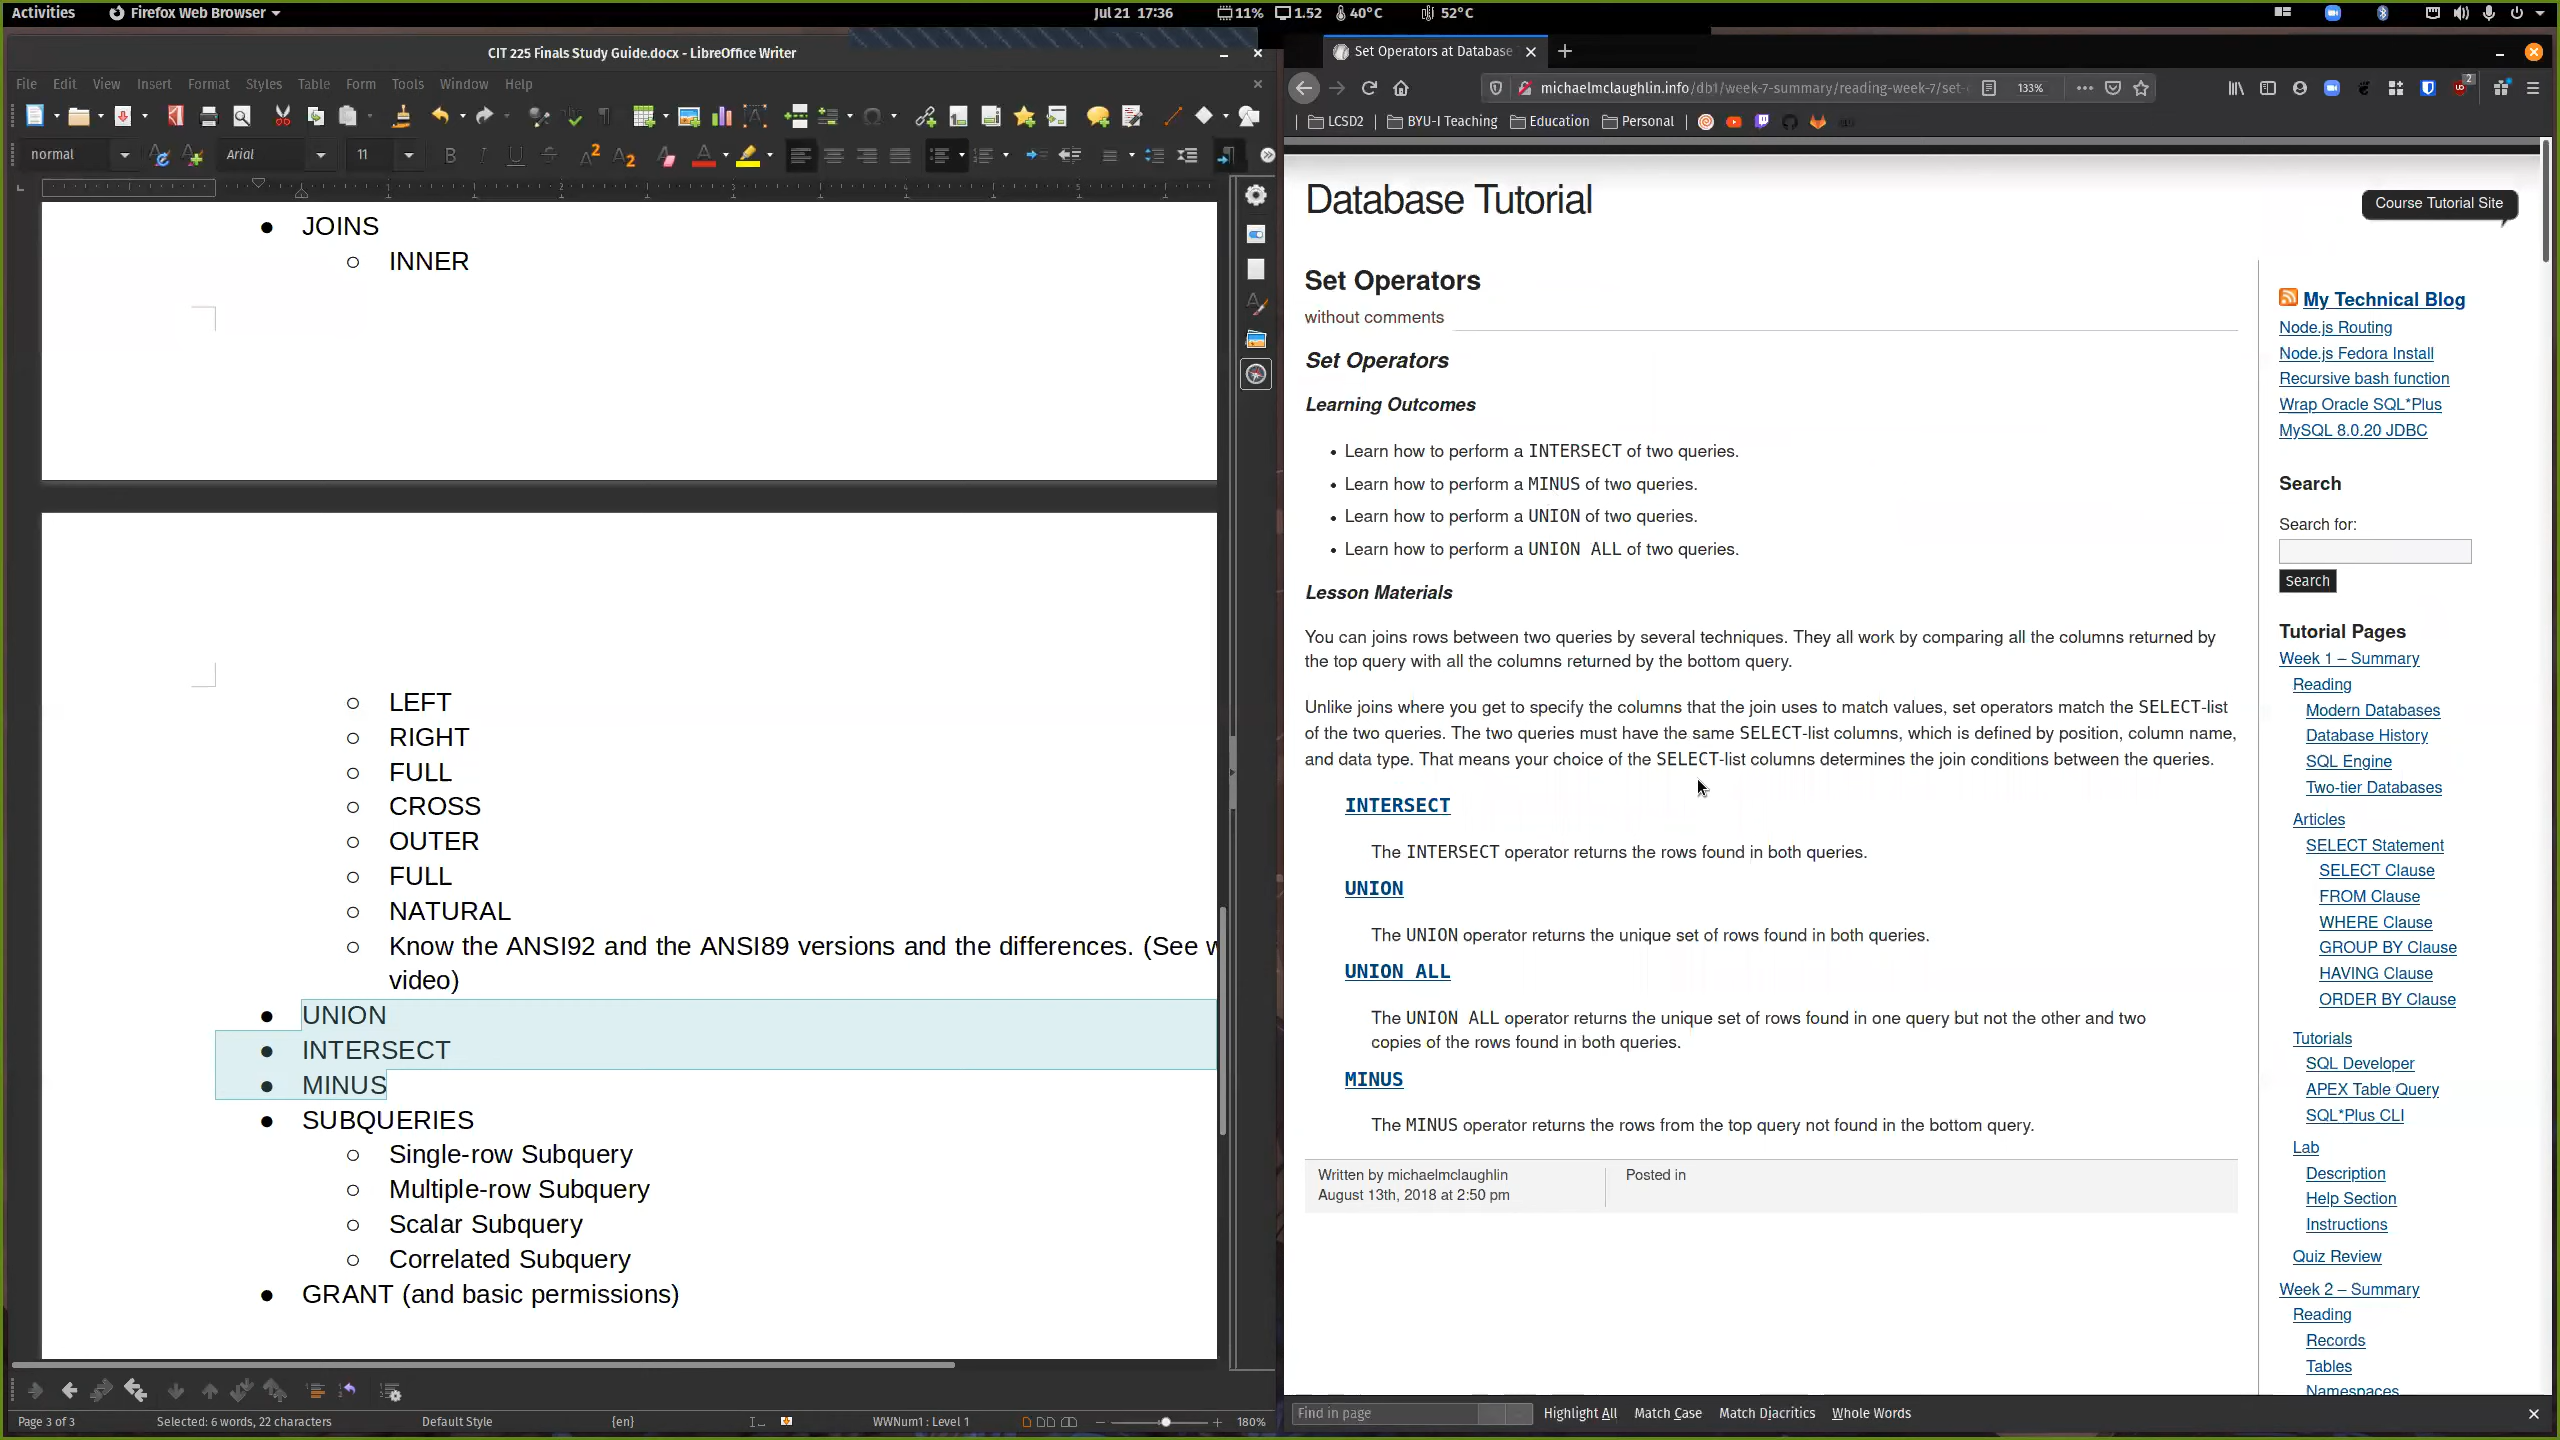 Activities
Firefox Web Browser
Jul 21 17:36
11%
1.52
40°C
52°C
CIT 225 Finals Study Guide.docx - LibreOffice Writer
File Edit View Insert Format Styles Table Form Tools Window Help
normal
Arial
11
JOINS
INNER
LEFT
RIGHT
FULL
CROSS
OUTER
FULL
NATURAL
Know the ANSI92 and the ANSI89 versions and the differences. (See
video)
UNION
INTERSECT
MINUS
SUBQUERIES
Single-row Subquery
Multiple-row Subquery
Scalar Subquery
Correlated Subquery
GRANT (and basic permissions)
Page 3 of 3
Selected: 6 words, 22 characters
Default Style
{en}
WWNum1 : Level 1
180%
Set Operators at Database
michaelmclaughlin.info/db1/week-7-summary/reading-week-7/set-
133%
2
LCSD2
BYU-I Teaching
Education
Personal
Database Tutorial
Course Tutorial Site
Set Operators
without comments
Set Operators
Learning Outcomes
• Learn how to perform a INTERSECT of two queries.
• Learn how to perform a MINUS of two queries.
• Learn how to perform a UNION of two queries.
• Learn how to perform a UNION ALL of two queries.
Lesson Materials
You can joins rows between two queries by several techniques. They all work by comparing all the columns returned by
the top query with all the columns returned by the bottom query.
Unlike joins where you get to specify the columns that the join uses to match values, set operators match the SELECT-list
of the two queries. The two queries must have the same SELECT-list columns, which is defined by position, column name,
and data type. That means your choice of the SELECT-list columns determines the join conditions between the queries.
INTERSECT
The INTERSECT operator returns the rows found in both queries.
UNION
The UNION operator returns the unique set of rows found in both queries.
UNION ALL
The UNION ALL operator returns the unique set of rows found in one query but not the other and two
copies of the rows found in both queries.
MINUS
The MINUS operator returns the rows from the top query not found in the bottom query.
Written by michaelmclaughlin
August 13th, 2018 at 2:50 pm
Posted in
My Technical Blog
Node.js Routing
Node.js Fedora Install
Recursive bash function
Wrap Oracle SQL*Plus
MySQL 8.0.20 JDBC
Search
Search for:
Search
Tutorial Pages
Week 1 – Summary
Reading
Modern Databases
Database History
SQL Engine
Two-tier Databases
Articles
SELECT Statement
SELECT Clause
FROM Clause
WHERE Clause
GROUP BY Clause
HAVING Clause
ORDER BY Clause
Tutorials
SQL Developer
APEX Table Query
SQL*Plus CLI
Lab
Description
Help Section
Instructions
Quiz Review
Week 2 – Summary
Reading
Records
Tables
Namespaces
Find in page
Highlight All
Match Case
Match Diacritics
Whole Words